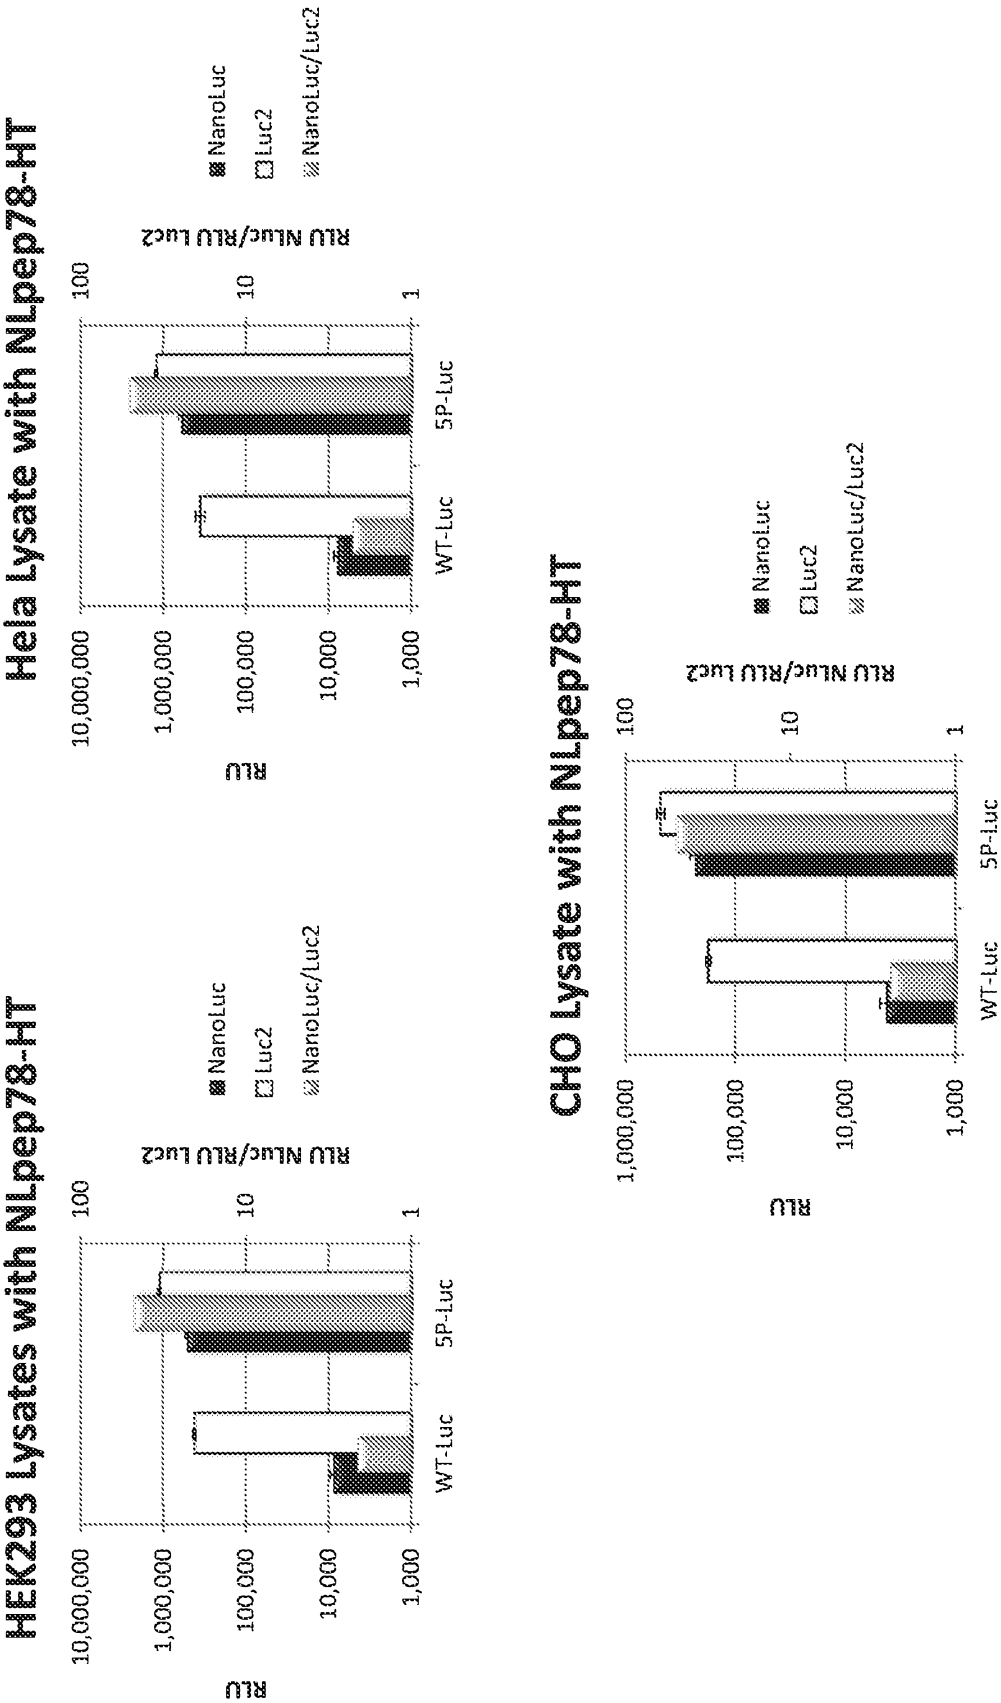 HEK293 Lysates with NLpep78-HT
10,000,000
1,000,000
100,000
10,000
1,000
RLU
100
10
1
RLU NLuc/RLU Luc2
WT-Luc
5P-Luc
NanoLuc
Luc2
NanoLuc/Luc2
Hela Lysate with NLpep78-HT
10,000,000
1,000,000
100,000
10,000
1,000
RLU
100
10
1
RLU NLuc/RLU Luc2
WT-Luc
5P-Luc
NanoLuc
Luc2
NanoLuc/Luc2
CHO Lysate with NLpep78-HT
1,000,000
100,000
10,000
1,000
RLU
100
10
1
RLU NLuc/RLU Luc2
WT-Luc
5P-Luc
NanoLuc
Luc2
NanoLuc/Luc2